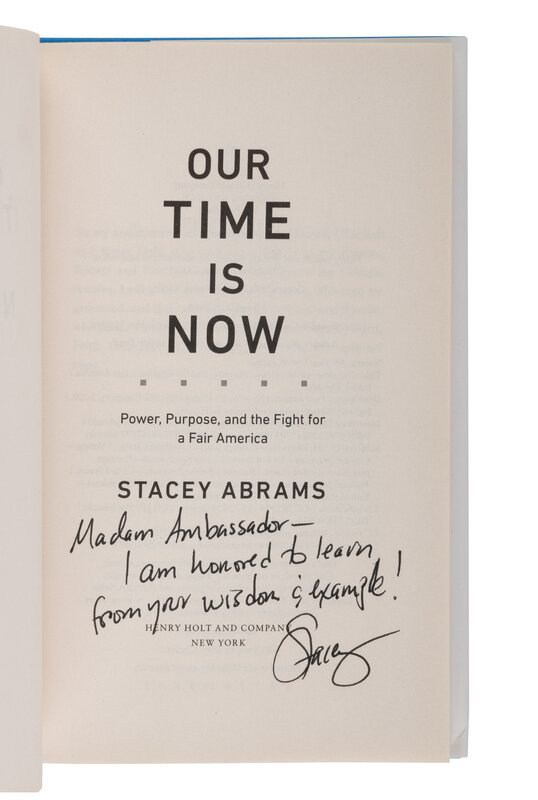 OUR
TIME
IS
NOW
Power, Purpose, and the Fight for
a Fair America
STACEY ABRAMS
Madam Ambassador—
I am honored to learn
from your wisdom & example!
HENRY HOLT AND COMPANY
NEW YORK
Stacey